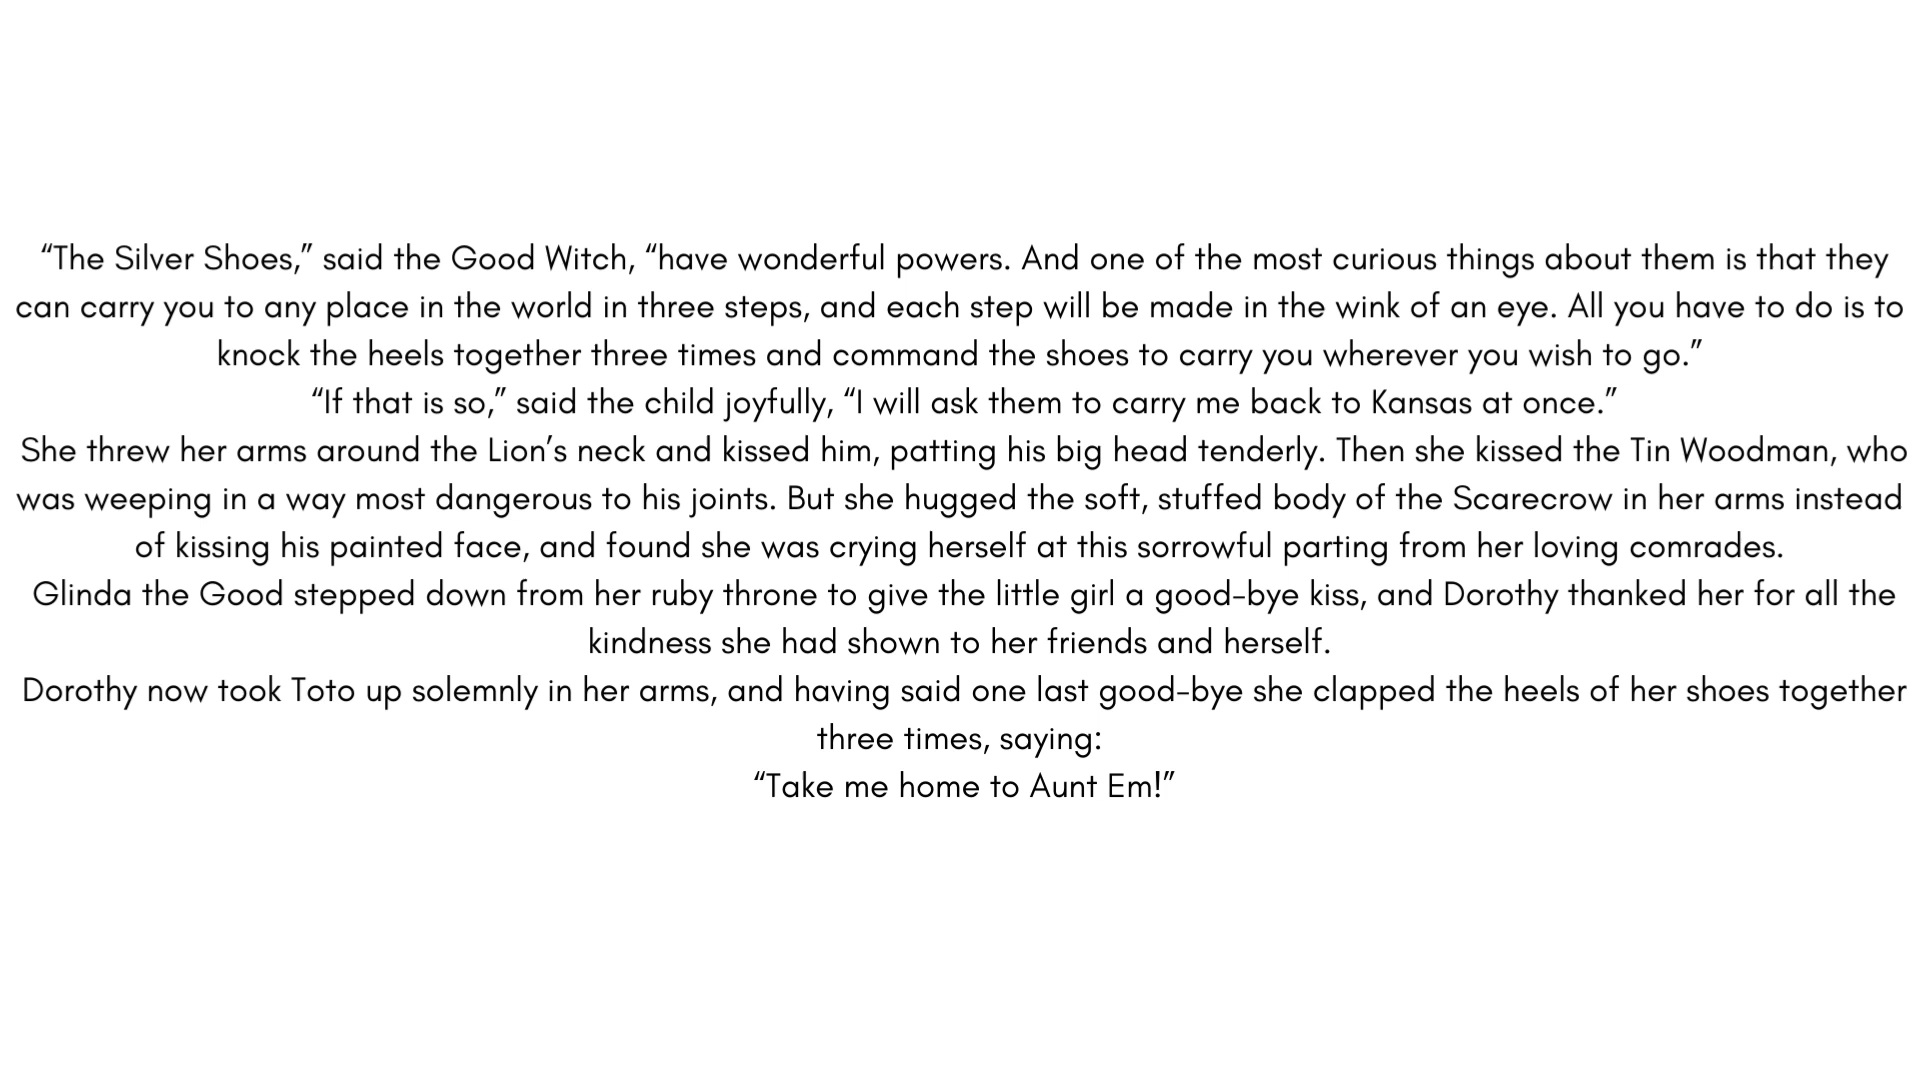 “The Silver Shoes,” said the Good Witch, “have wonderful powers. And one of the most curious things about them is that they
can carry you to any place in the world in three steps, and each step will be made in the wink of an eye. All you have to do is to
knock the heels together three times and command the shoes to carry you wherever you wish to go.”
“If that is so,” said the child joyfully, “I will ask them to carry me back to Kansas at once.”
She threw her arms around the Lion’s neck and kissed him, patting his big head tenderly. Then she kissed the Tin Woodman, who
was weeping in a way most dangerous to his joints. But she hugged the soft, stuffed body of the Scarecrow in her arms instead
of kissing his painted face, and found she was crying herself at this sorrowful parting from her loving comrades.
Glinda the Good stepped down from her ruby throne to give the little girl a good-bye kiss, and Dorothy thanked her for all the
kindness she had shown to her friends and herself.
Dorothy now took Toto up solemnly in her arms, and having said one last good-bye she clapped the heels of her shoes together
three times, saying:
“Take me home to Aunt Em!”